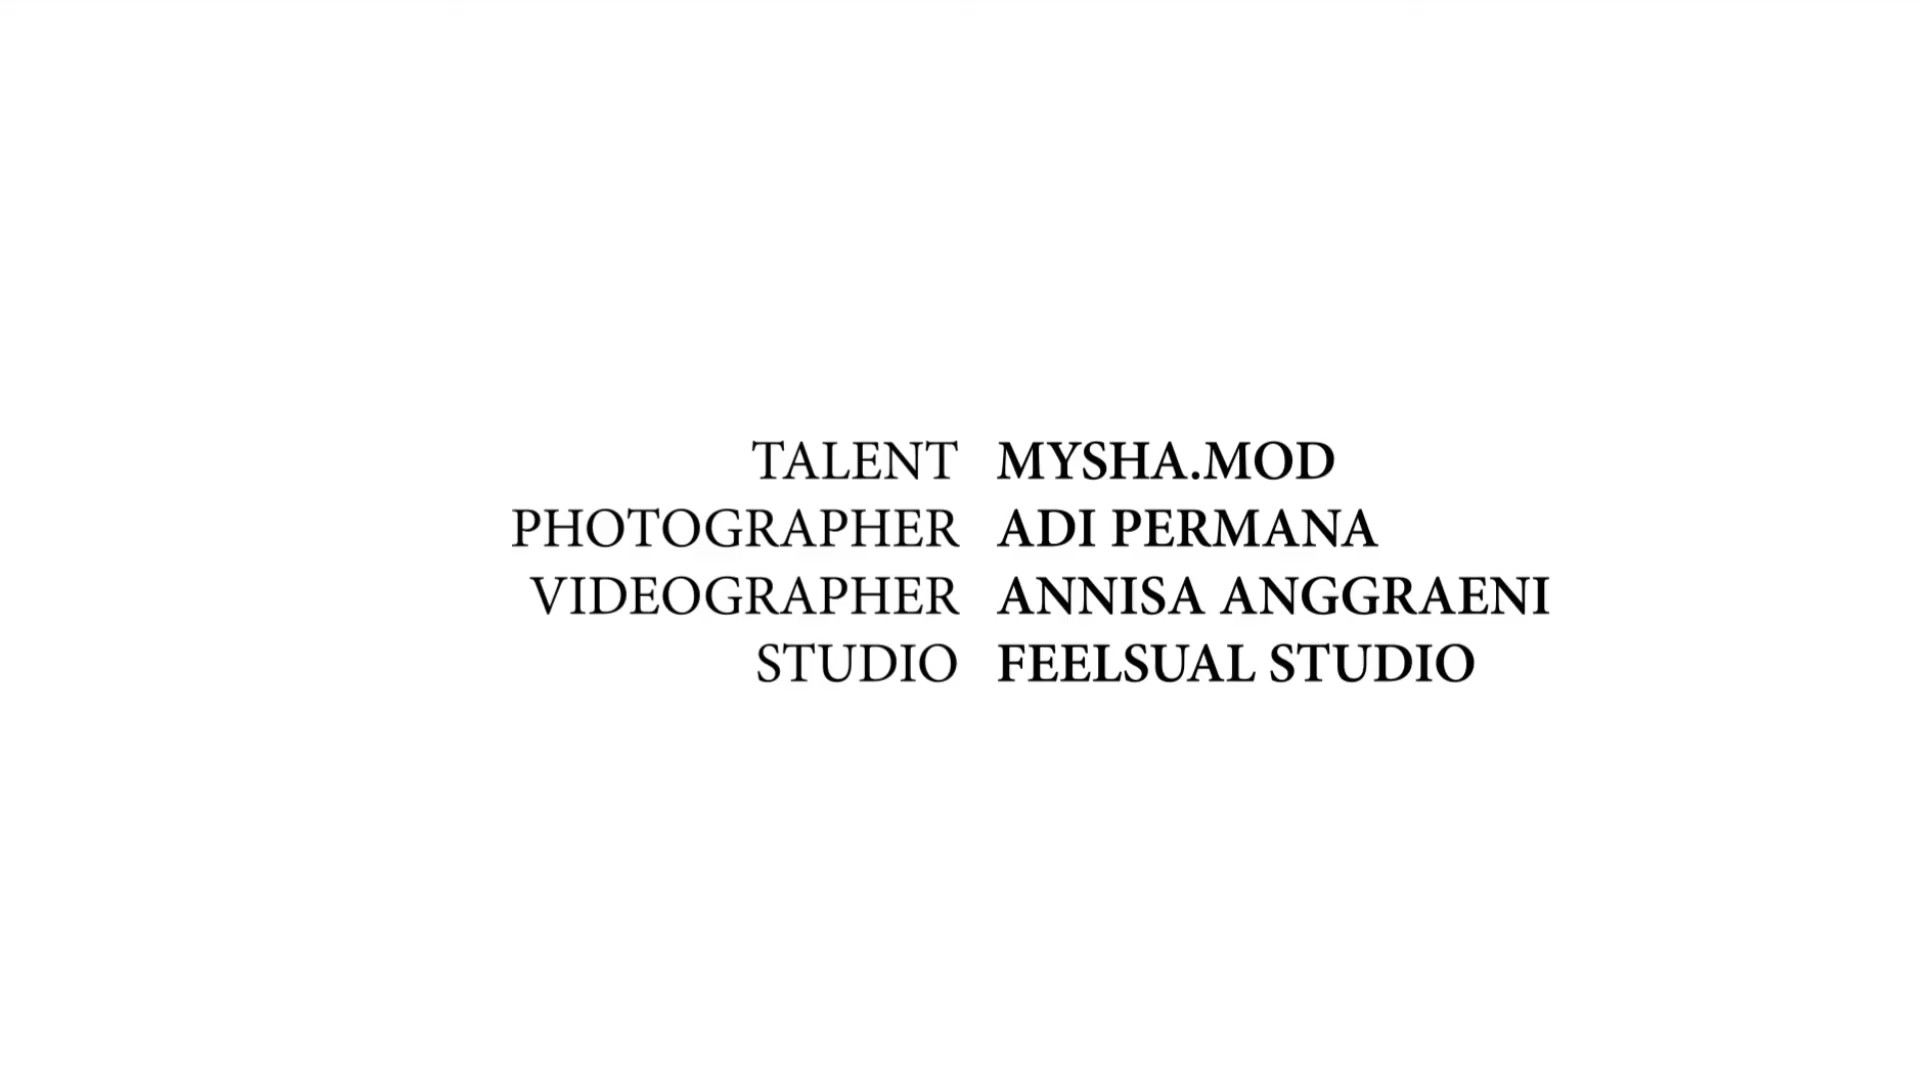 TALENT MYSHA.MOD
PHOTOGRAPHER ADI PERMANA
VIDEOGRAPHER ANNISA ANGGRAENI
STUDIO FEELSUAL STUDIO